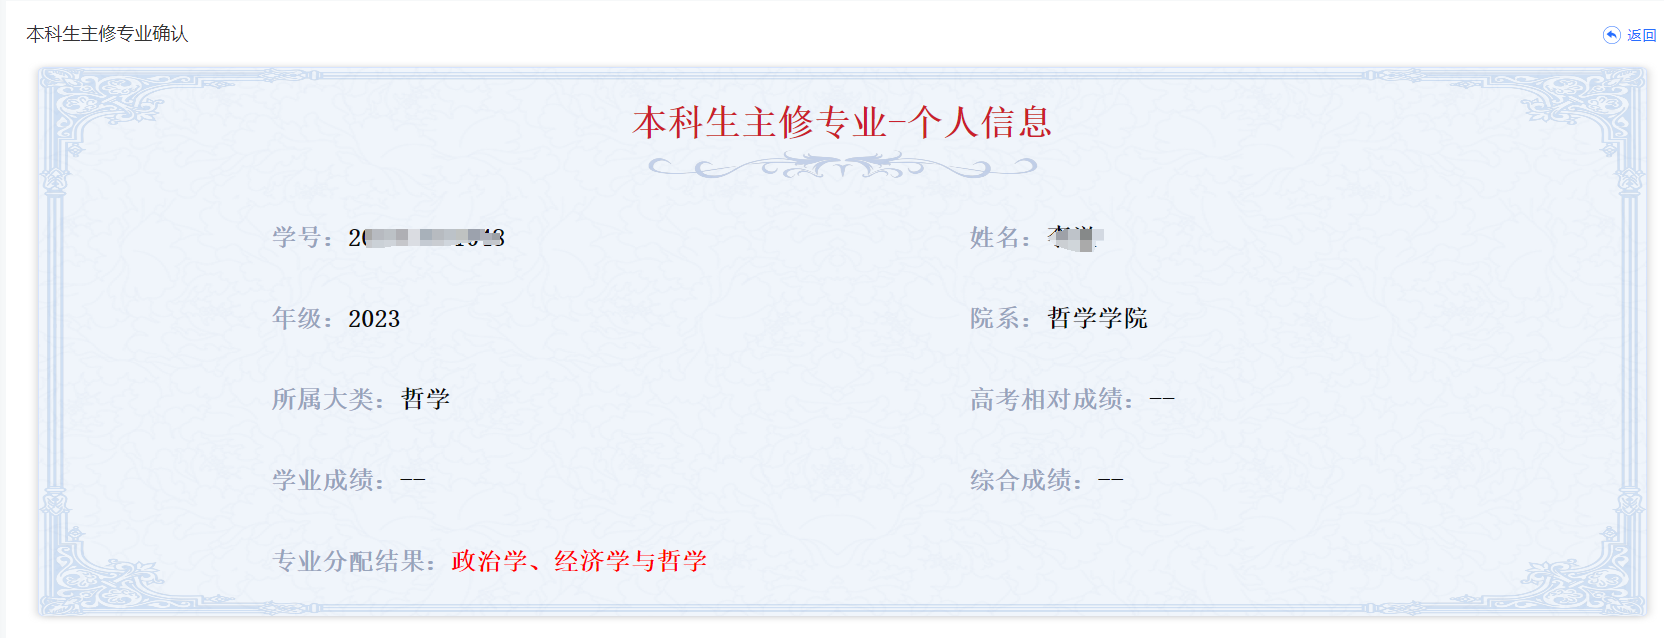 本科生主修专业确认
返回
本科生主修专业-个人信息
学号：
姓名：
年级：2023
院系：哲学学院
所属大类：哲学
高考相对成绩：--
学业成绩：--
综合成绩：--
专业分配结果：政治学、经济学与哲学